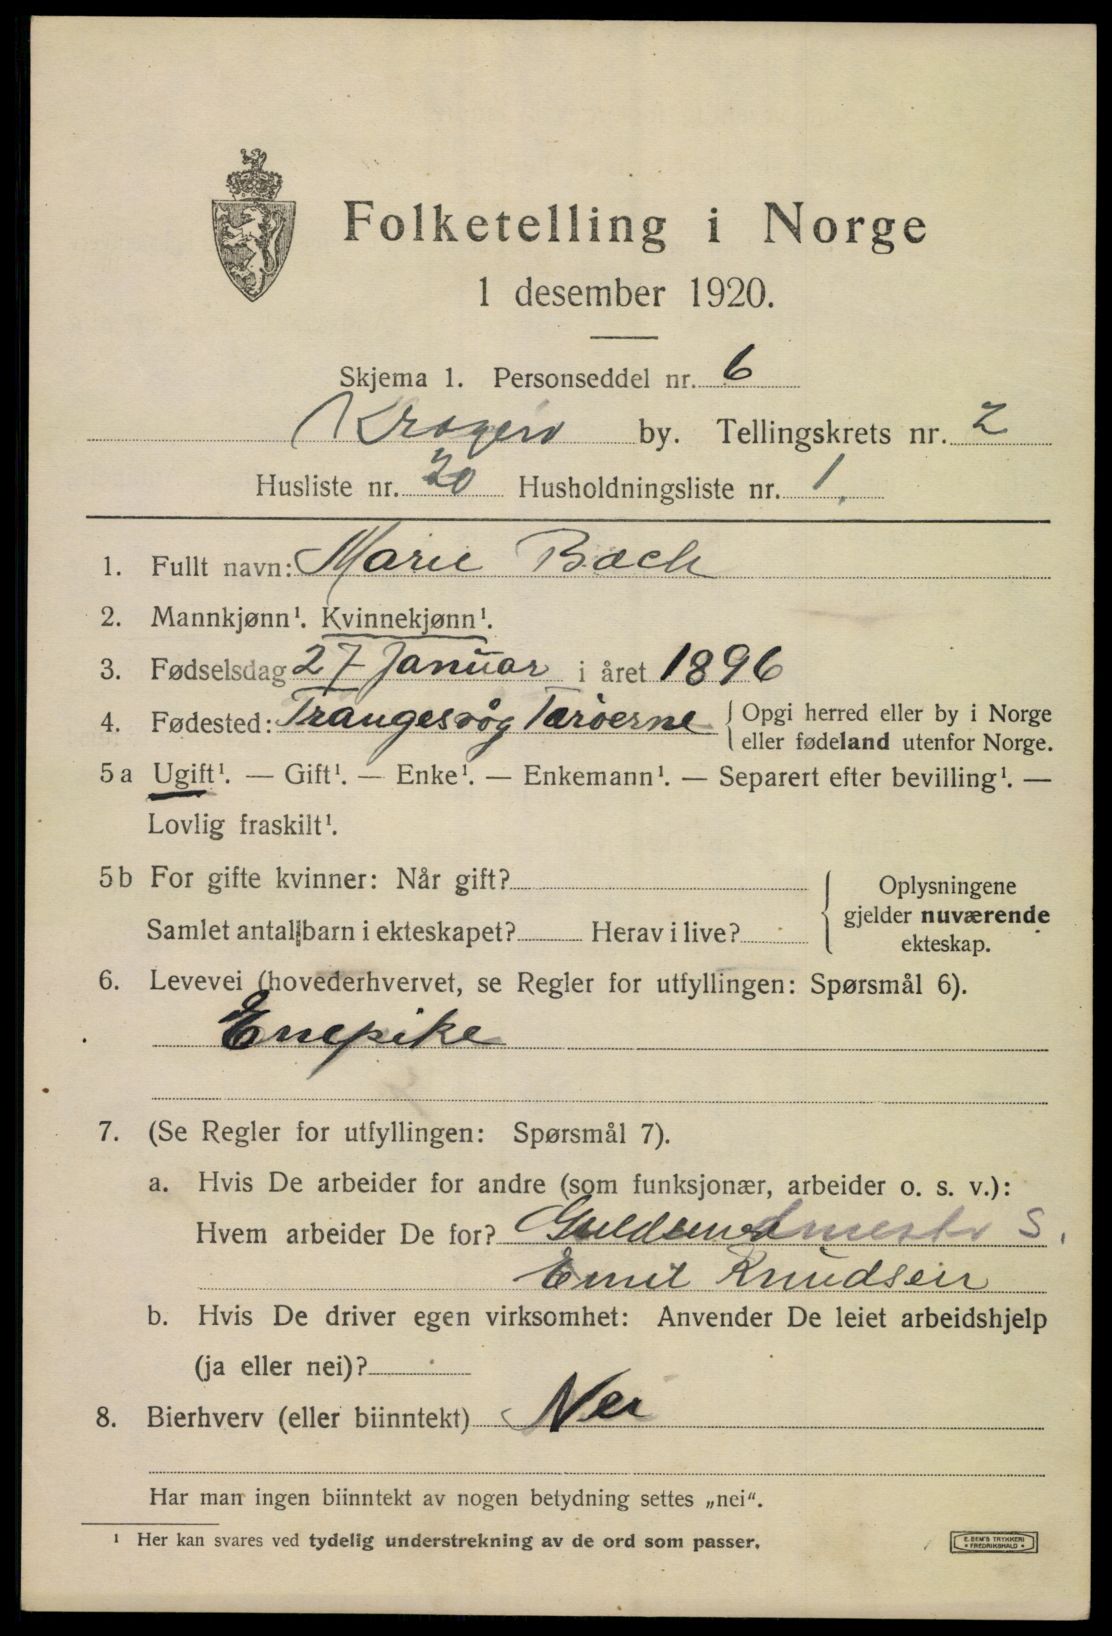 Folketelling i Norge
1 desember 1920.
Skjema 1. Personseddel nr. 6
Kragerø by. Tellingskrets nr. 2
Husliste nr. 20 Husholdningsliste nr. 1.
1. Fullt navn: Marie Bach
2. Mannkjønn¹. Kvinnekjønn¹.
3. Fødselsdag 27 Januar i året 1896
4. Fødested: Trangesvåg Færøerne { Opgi herred eller by i Norge
eller fødeland utenfor Norge.
5a Ugift¹. — Gift¹. — Enke¹. — Enkemann¹. — Separert efter bevilling¹. —
Lovlig fraskilt¹.
5b For gifte kvinner: Når gift?
Samlet antal barn i ekteskapet? Herav i live?
{ Oplysningene
gjelder nuværende
ekteskap.
6. Levevei (hovederhvervet, se Regler for utfyllingen: Spørsmål 6).
Enepike
7. (Se Regler for utfyllingen: Spørsmål 7).
a. Hvis De arbeider for andre (som funksjonær, arbeider o. s. v.):
Hvem arbeider De for? S.
Emil Knudsen
b. Hvis De driver egen virksomhet: Anvender De leiet arbeidshjelp
(ja eller nei)?
8. Bierhverv (eller biinntekt) Nei
Har man ingen biinntekt av nogen betydning settes „nei“.
¹ Her kan svares ved tydelig understrekning av de ord som passer.
E. SEM'S TRYKKERI
• FREDRIKSHALD •